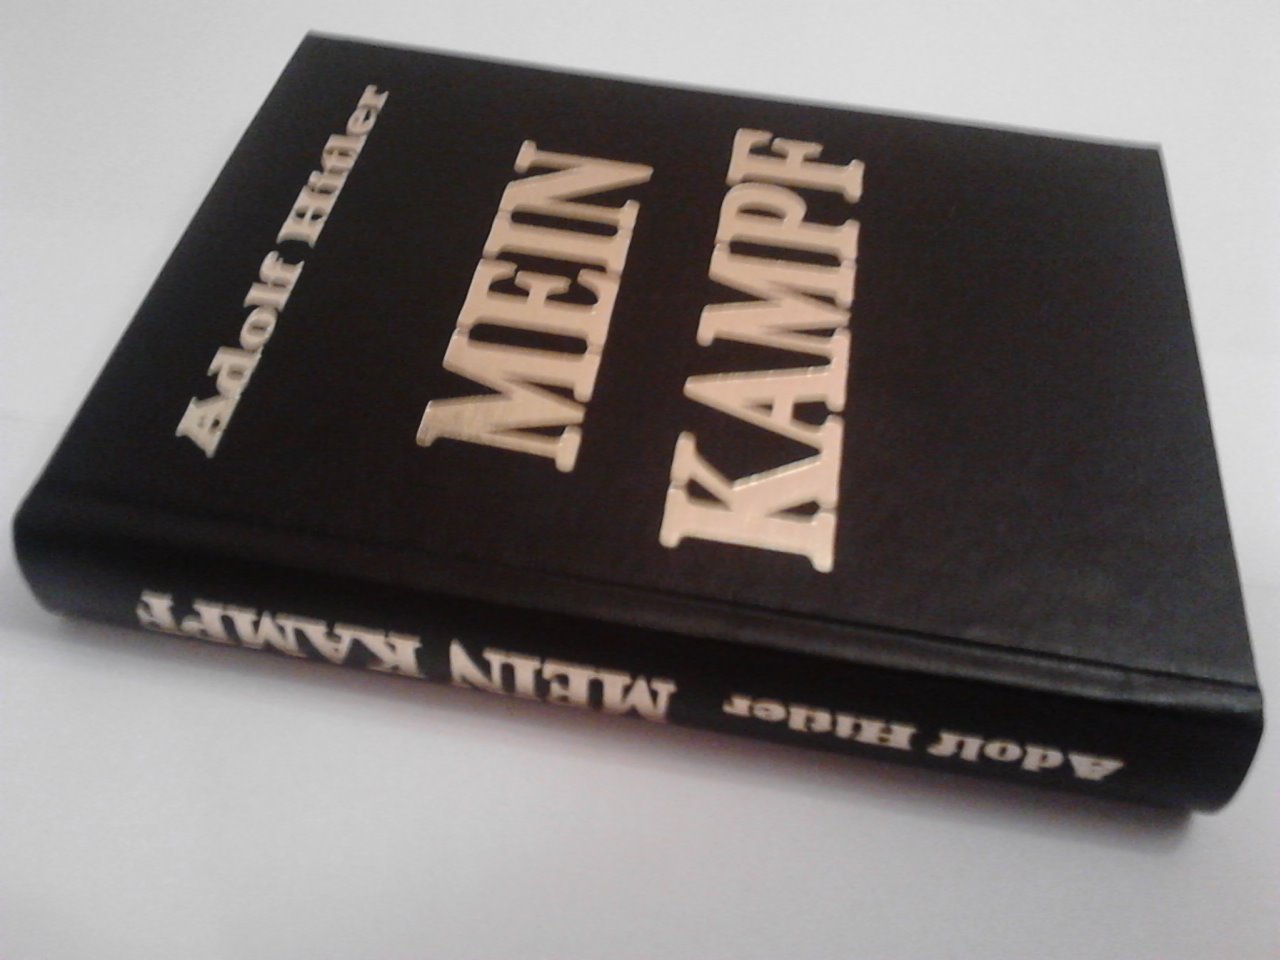 Adolf Hitler
MEIN
KAMPF
Adolf Hitler MEIN KAMPF